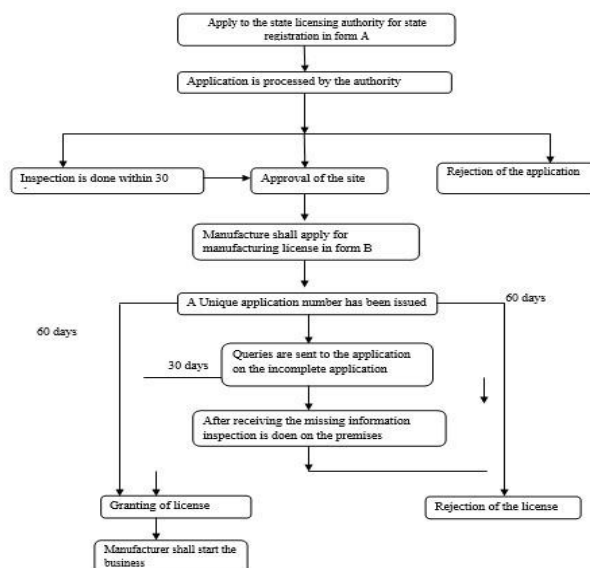 Apply to the state licensing authority for state
registration in form A
Application is processed by the authority
Inspection is done within 30
Approval of the site
Rejection of the application
Manufacture shall apply for
manufacturing license in form B
A Unique application number has been issued
60 days
60 days
Queries are sent to the application
on the incomplete application
30 days
After receiving the missing information
inspection is doen on the premises
Granting of license
Rejection of the license
Manufacturer shall start the
business